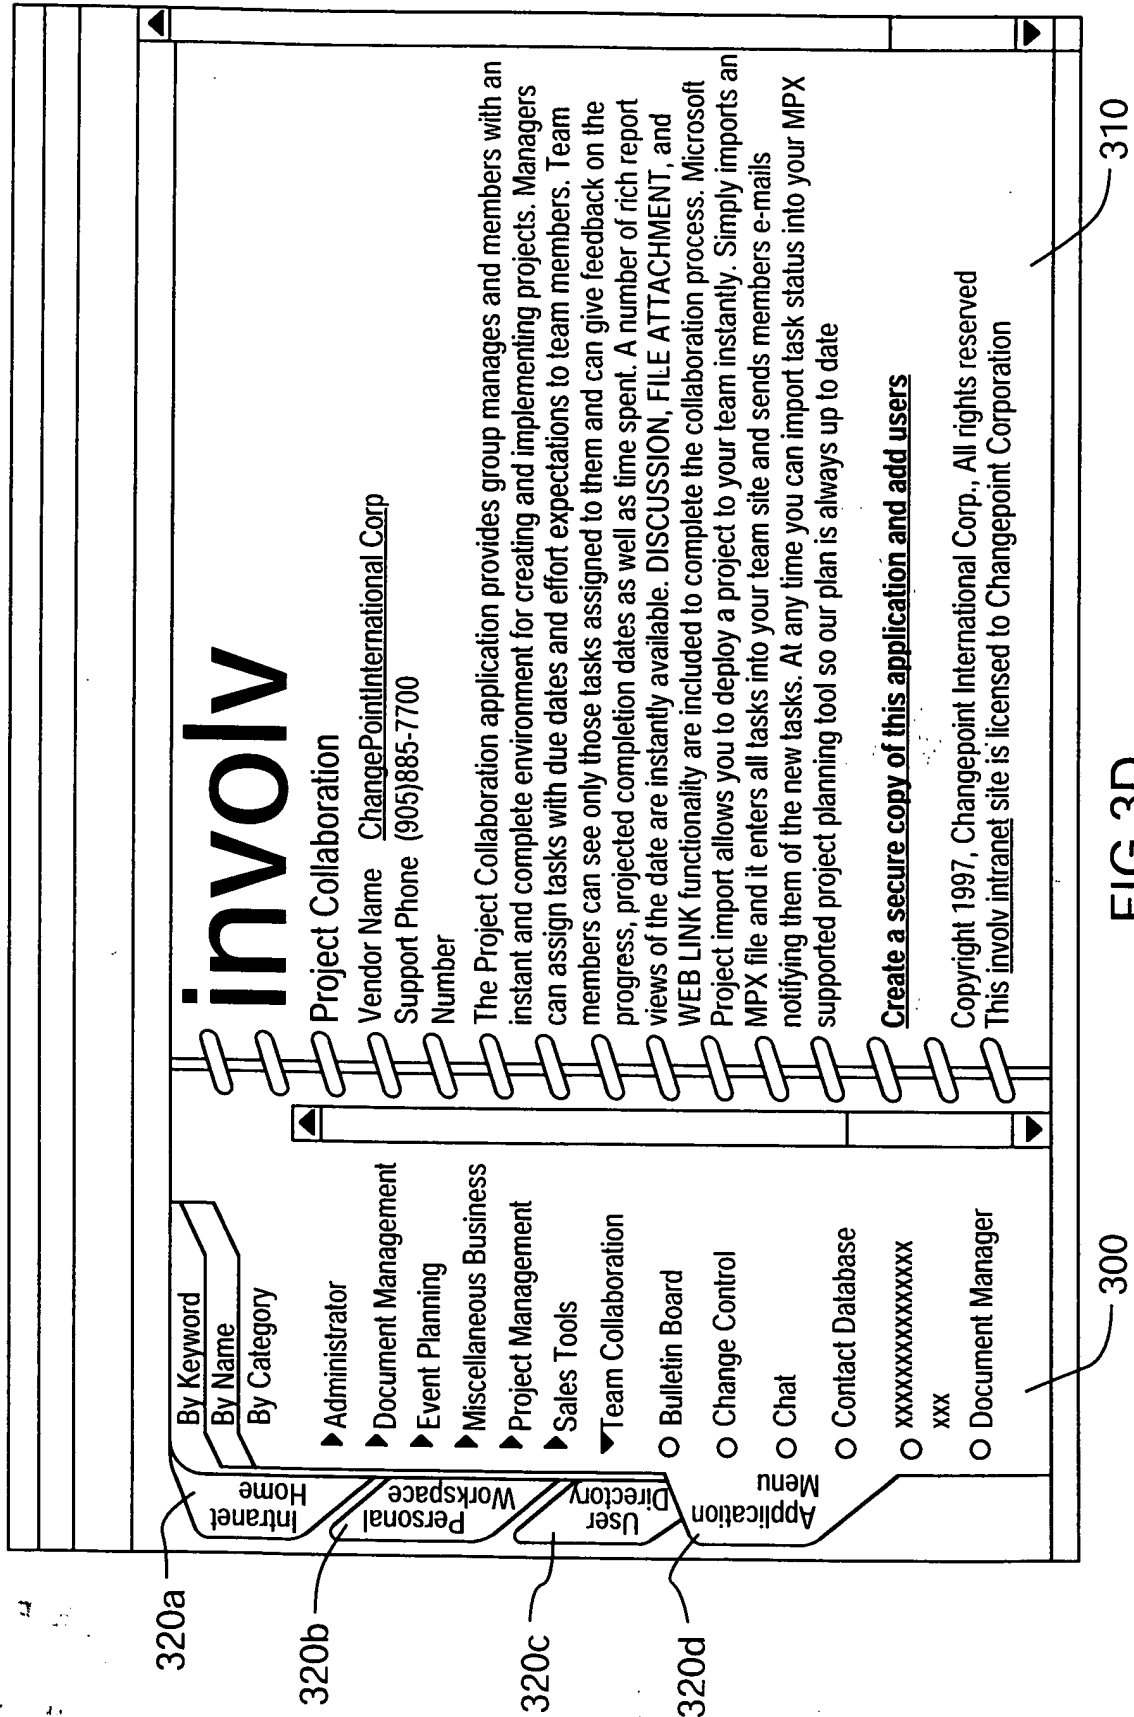 320a
320b
320c
320d
Intranet
Home
Personal
Workspace
User
Directory
Application
Menu
By Keyword
By Name
By Category
Administrator
Document Management
Event Planning
Miscellaneous Business
Project Management
Sales Tools
Team Collaboration
Bulletin Board
Change Control
Chat
Contact Database
xxxxxxxxxxxxxxxx
xxx
Document Manager
300
involv
Project Collaboration
Vendor Name ChangePointInternational Corp
Support Phone (905)885-7700
Number
The Project Collaboration application provides group manages and members with an
instant and complete environment for creating and implementing projects. Managers
can assign tasks with due dates and effort expectations to team members. Team
members can see only those tasks assigned to them and can give feedback on the
progress, projected completion dates as well as time spent. A number of rich report
views of the date are instantly available. DISCUSSION, FILE ATTACHMENT, and
WEB LINK functionality are included to complete the collaboration process. Microsoft
Project import allows you to deploy a project to your team instantly. Simply imports an
MPX file and it enters all tasks into your team site and sends members e-mails
notifying them of the new tasks. At any time you can import task status into your MPX
supported project planning tool so our plan is always up to date
Create a secure copy of this application and add users
Copyright 1997, Changepoint International Corp., All rights reserved
This involv intranet site is licensed to Changepoint Corporation
310
FIG 3D